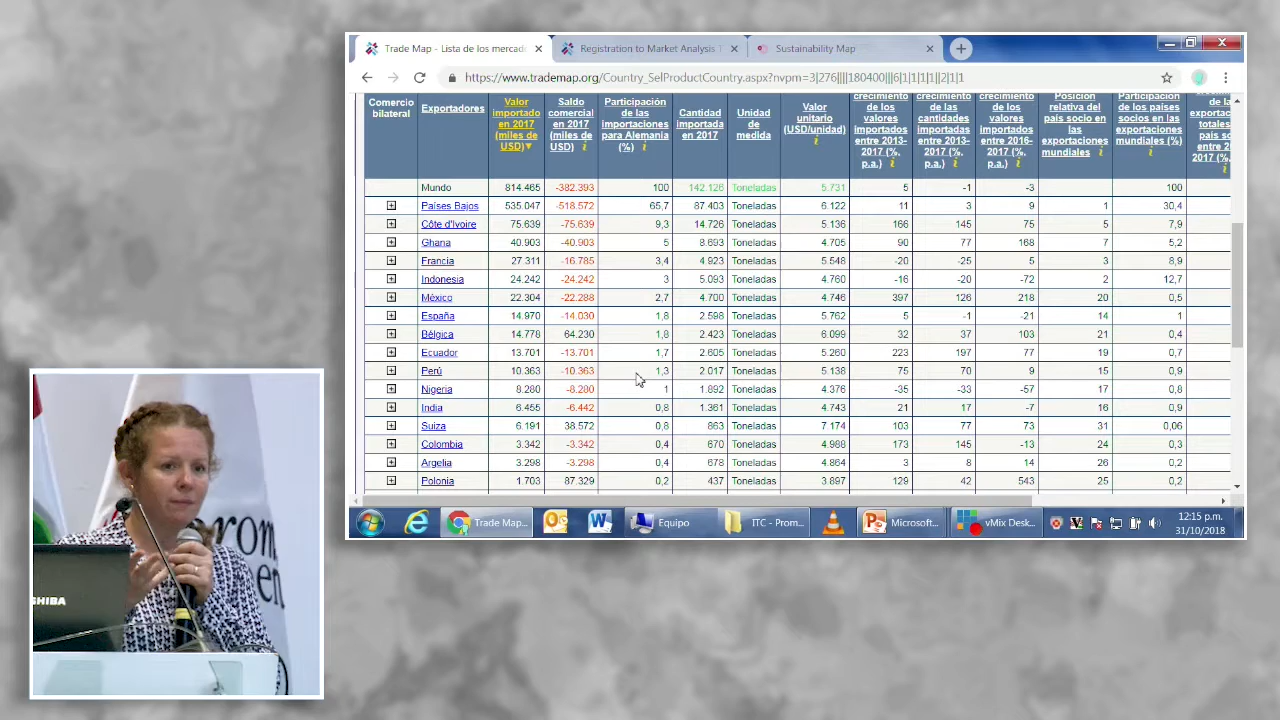 Trade Map - Lista de los mercad
Registration to Market Analysis T
Sustainability Map
https://www.trademap.org/Country_SelProductCountry.aspx?nvpm=3|276||||180400|||6|1|1|1|1||2|1|1
Comercio bilateral
Exportadores
Valor importado en 2017 (miles de USD)▼
Saldo comercial en 2017 (miles de USD) i
Participación de las importaciones para Alemania (%) i
Cantidad importada en 2017
Unidad de medida
Valor unitario (USD/unidad) i
crecimiento de los valores importados entre 2013-2017 (%, p.a.) i
crecimiento de las cantidades importadas entre 2013-2017 (%, p.a.) i
crecimiento de los valores importados entre 2016-2017 (%, p.a.) i
Posición relativa del país socio en las exportaciones mundiales i
Participación de los países socios en las exportaciones mundiales (%) i
Mundo 814.465 -382.393 100 142.126 Toneladas 5.731 5 -1 -3 100
Países Bajos 535.047 -518.572 65,7 87.403 Toneladas 6.122 11 3 9 1 30,4
Côte d'Ivoire 75.639 -75.639 9,3 14.726 Toneladas 5.136 166 145 75 5 7,9
Ghana 40.903 -40.903 5 8.693 Toneladas 4.705 90 77 168 7 5,2
Francia 27.311 -16.785 3,4 4.923 Toneladas 5.548 -20 -25 5 3 8,9
Indonesia 24.242 -24.242 3 5.093 Toneladas 4.760 -16 -20 -72 2 12,7
México 22.304 -22.288 2,7 4.700 Toneladas 4.746 397 126 218 20 0,5
España 14.970 -14.030 1,8 2.598 Toneladas 5.762 5 -1 -21 14 1
Bélgica 14.778 64.230 1,8 2.423 Toneladas 6.099 32 37 103 21 0,4
Ecuador 13.701 -13.701 1,7 2.605 Toneladas 5.260 223 197 77 19 0,7
Perú 10.363 -10.363 1,3 2.017 Toneladas 5.138 75 70 9 15 0,9
Nigeria 8.280 -8.280 1 1.892 Toneladas 4.376 -35 -33 -57 17 0,8
India 6.455 -6.442 0,8 1.361 Toneladas 4.743 21 17 -7 16 0,9
Suiza 6.191 38.572 0,8 863 Toneladas 7.174 103 77 73 31 0,06
Colombia 3.342 -3.342 0,4 670 Toneladas 4.988 173 145 -13 24 0,3
Argelia 3.298 -3.298 0,4 678 Toneladas 4.864 3 8 14 26 0,2
Polonia 1.703 87.329 0,2 437 Toneladas 3.897 129 42 543 25 0,2
Trade Map...
Equipo
ITC - Prom...
Microsoft...
vMix Desk...
12:15 p.m.
31/10/2018
SHIBA
prom
en